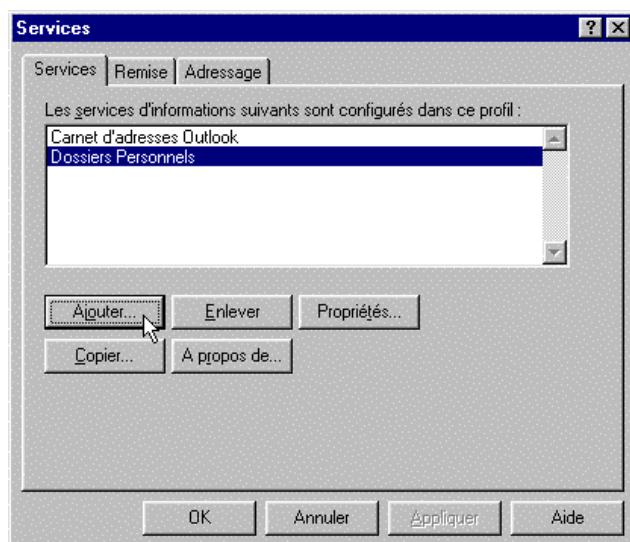 Services
Services Remise Adressage
Les services d'informations suivants sont configurés dans ce profil :
Carnet d'adresses Outlook
Dossiers Personnels
Ajouter... Enlever Propriétés...
Copier... A propos de...
OK Annuler Appliquer Aide